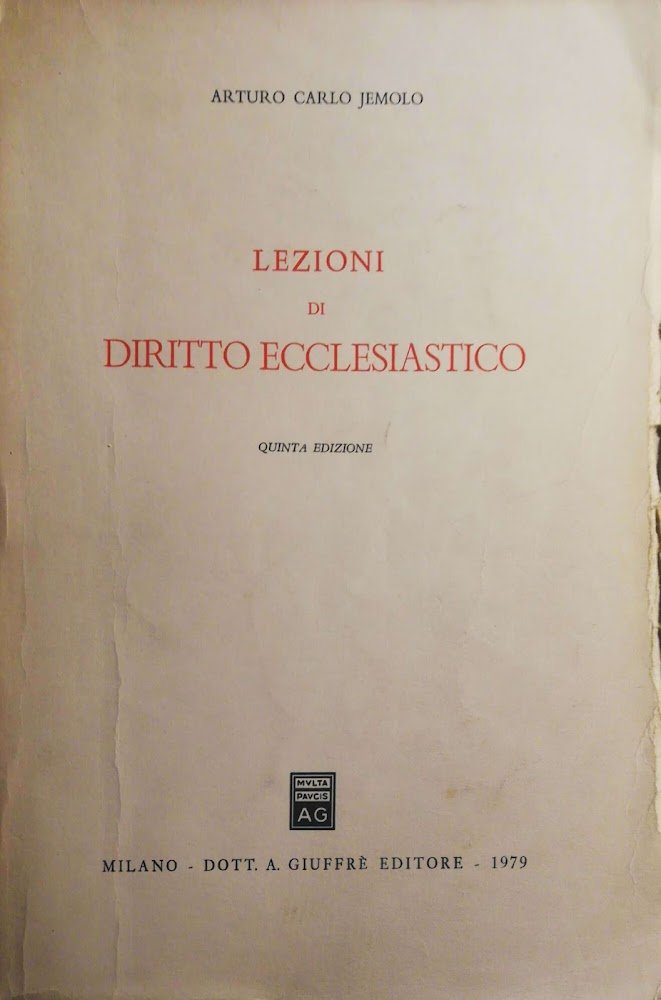 ARTURO CARLO JEMOLO
LEZIONI
DI
DIRITTO ECCLESIASTICO
QUINTA EDIZIONE
MVLTA
PAVCIS
AG
MILANO - DOTT. A. GIUFFRÈ EDITORE - 1979